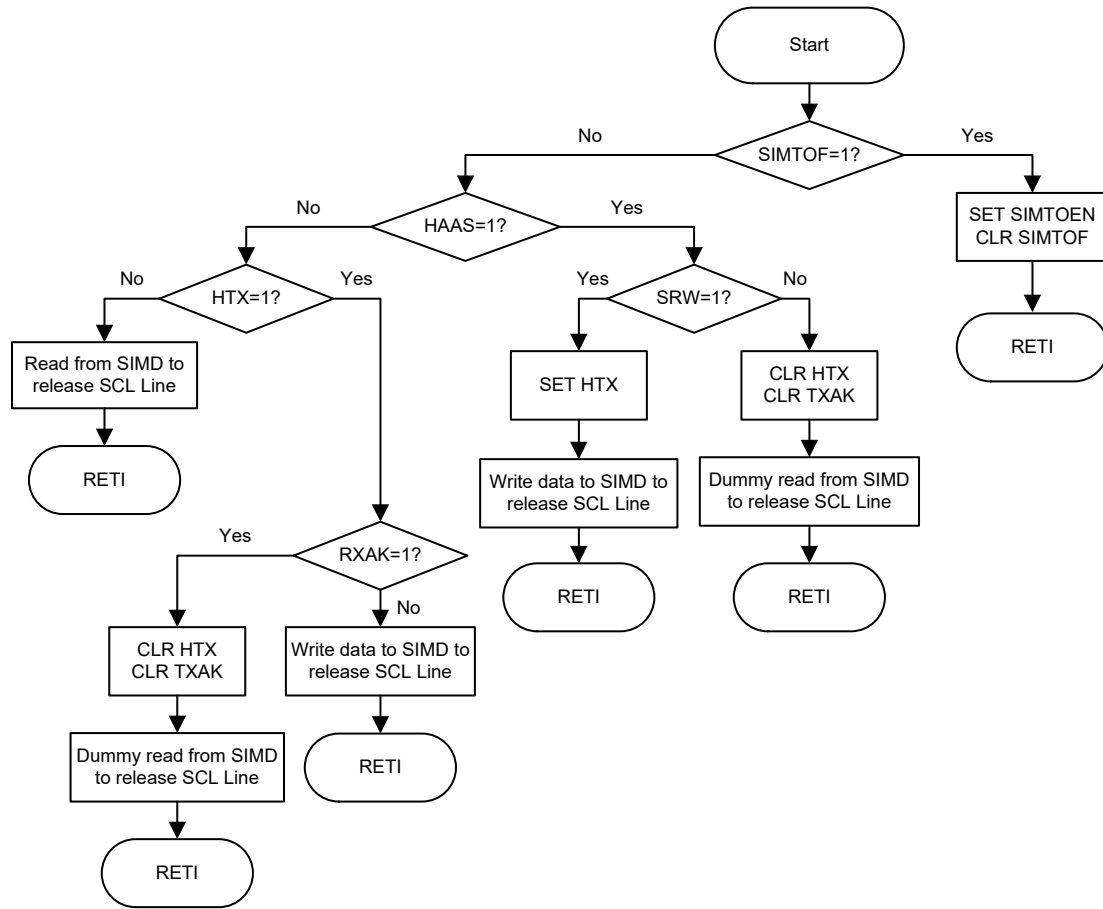 Start
No
Yes
SIMTOF=1?
No
HAAS=1?
Yes
SET SIMTOEN
CLR SIMTOF
No
HTX=1?
Yes
Yes
SRW=1?
No
RETI
Read from SIMD to
release SCL Line
SET HTX
CLR HTX
CLR TXAK
RETI
Write data to SIMD to
release SCL Line
Dummy read from SIMD
to release SCL Line
Yes
RXAK=1?
No
RETI
RETI
CLR HTX
CLR TXAK
Write data to SIMD to
release SCL Line
Dummy read from SIMD
to release SCL Line
RETI
RETI